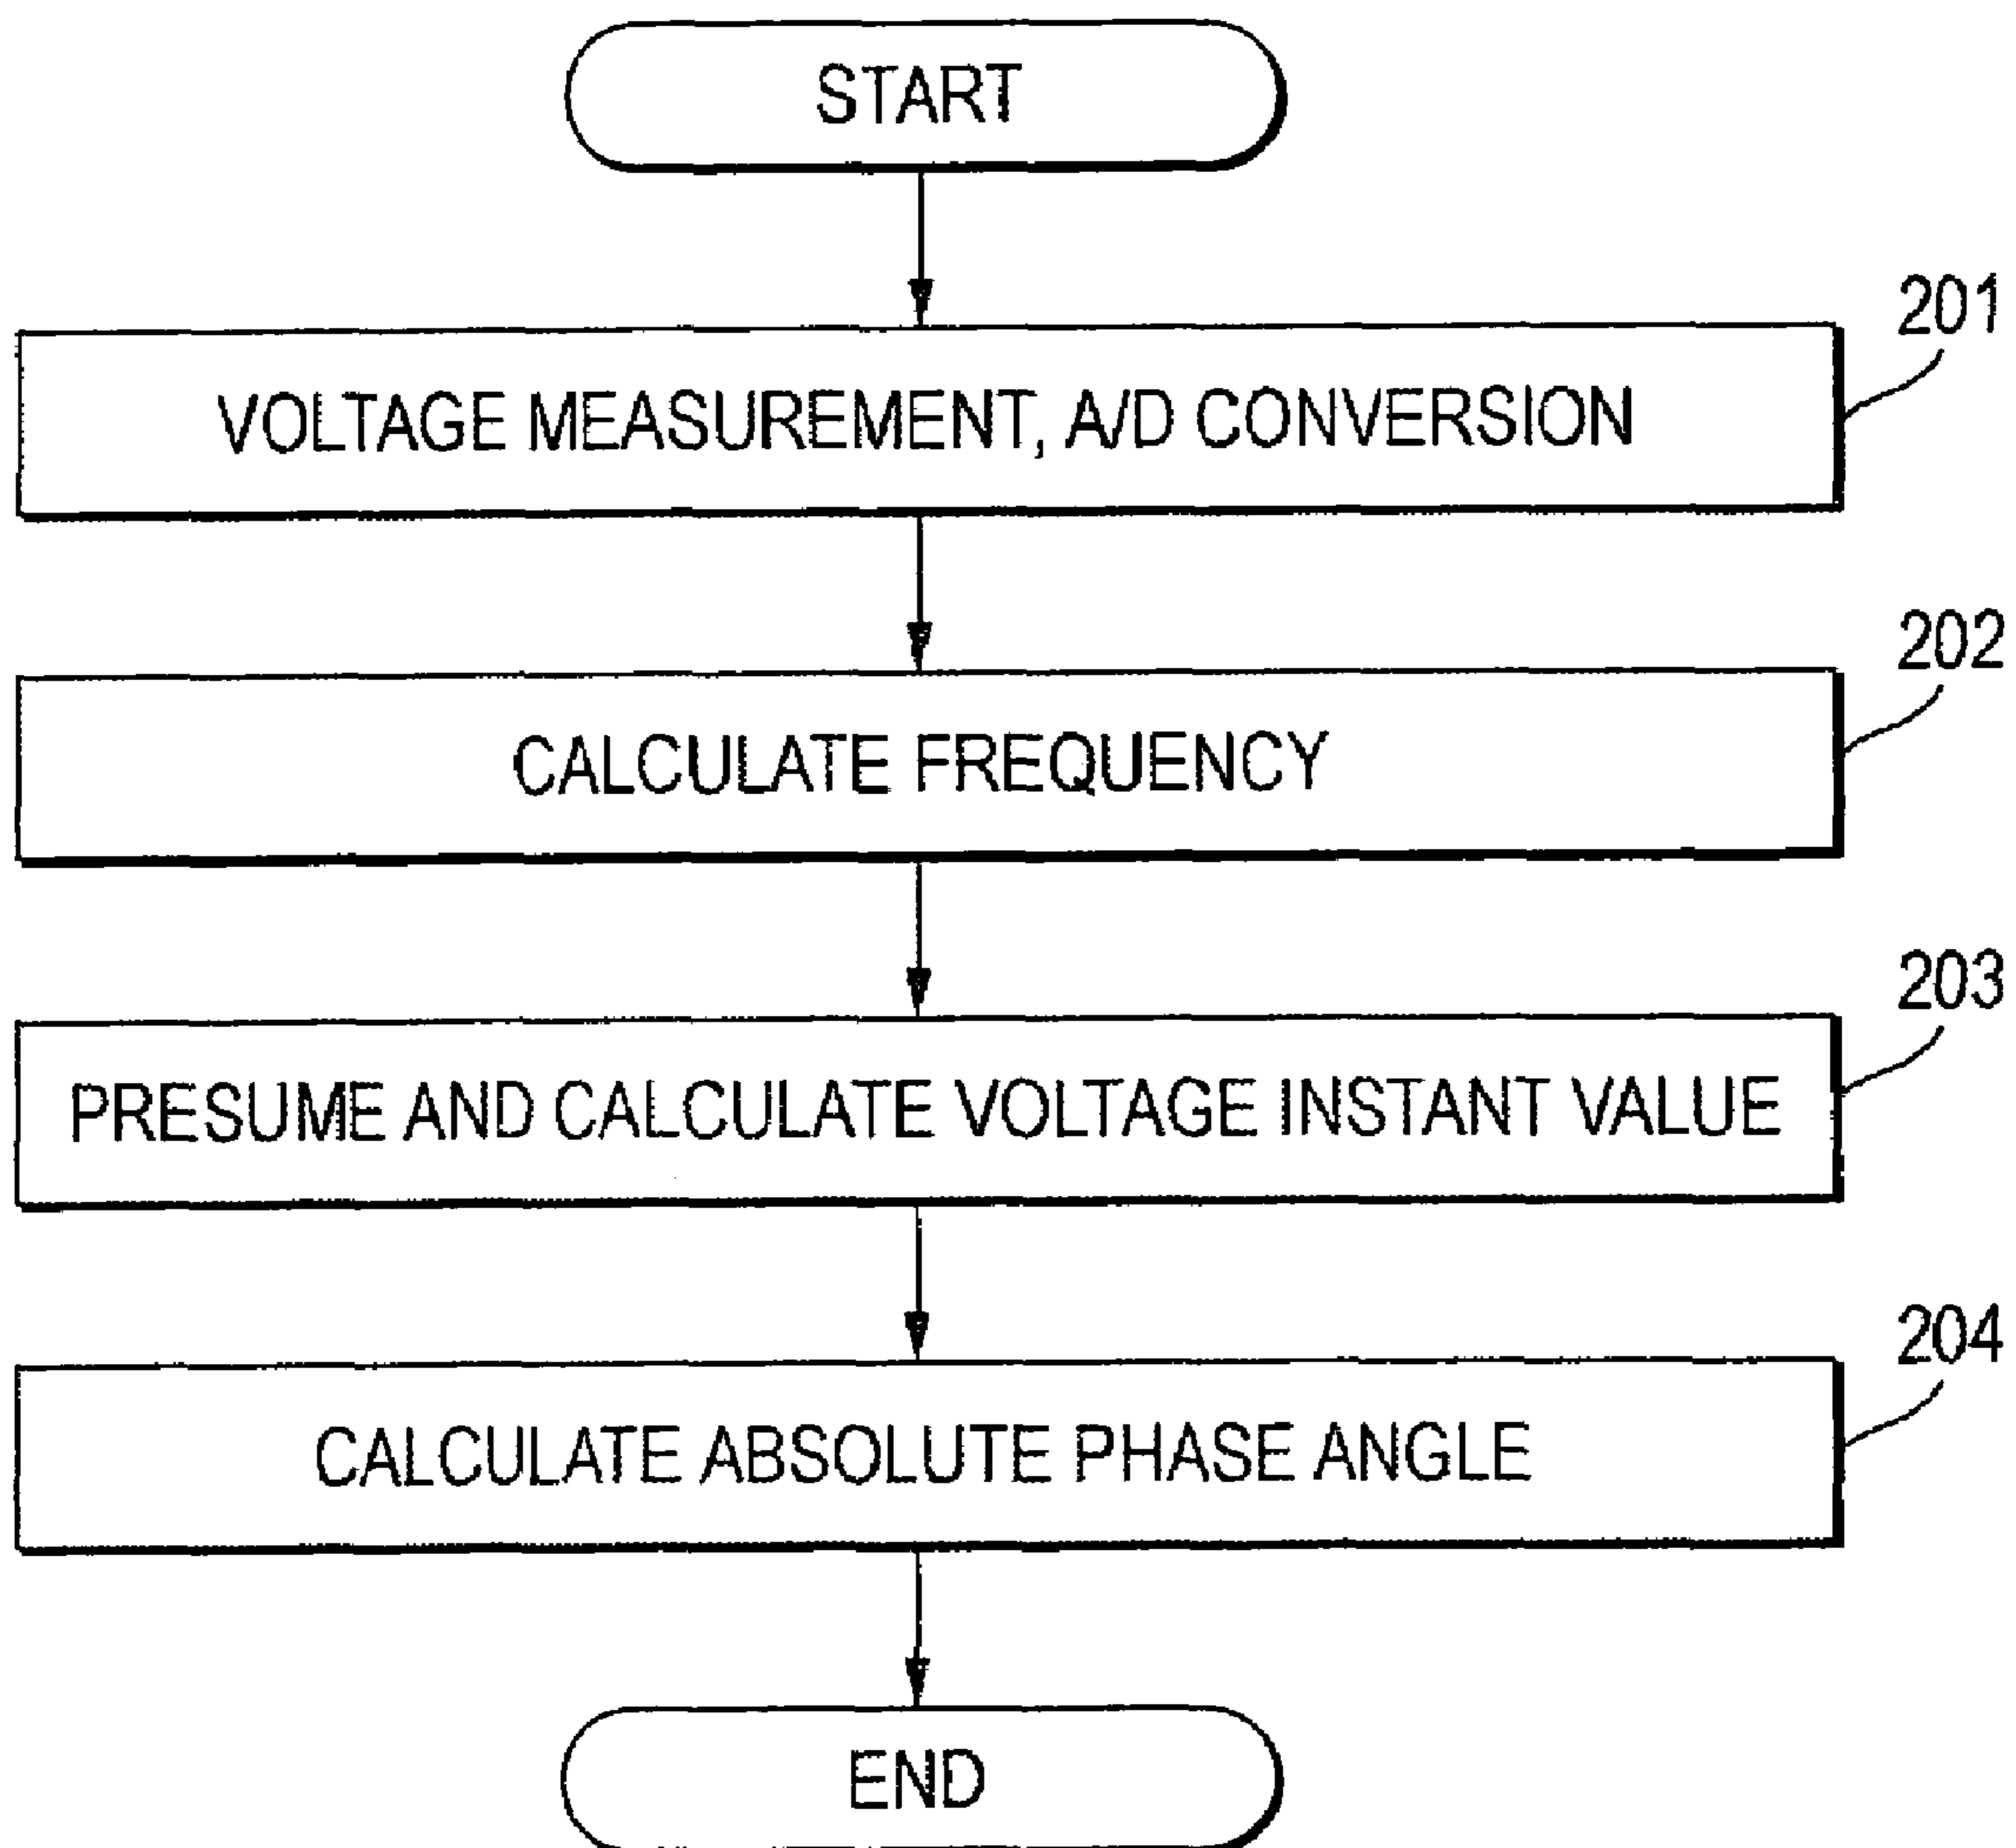 START
201
VOLTAGE MEASUREMENT, A/D CONVERSION
202
CALCULATE FREQUENCY
203
PRESUME AND CALCULATE VOLTAGE INSTANT VALUE
204
CALCULATE ABSOLUTE PHASE ANGLE
END